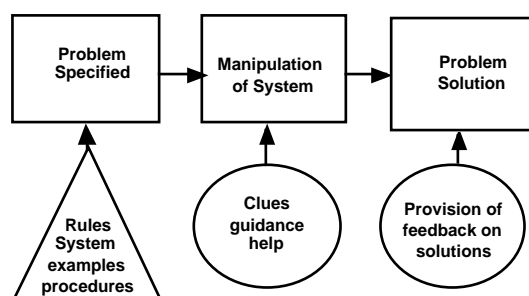 Problem
Specified
Manipulation
of System
Problem
Solution
Rules
System
examples
procedures
Clues
guidance
help
Provision of
feedback on
solutions